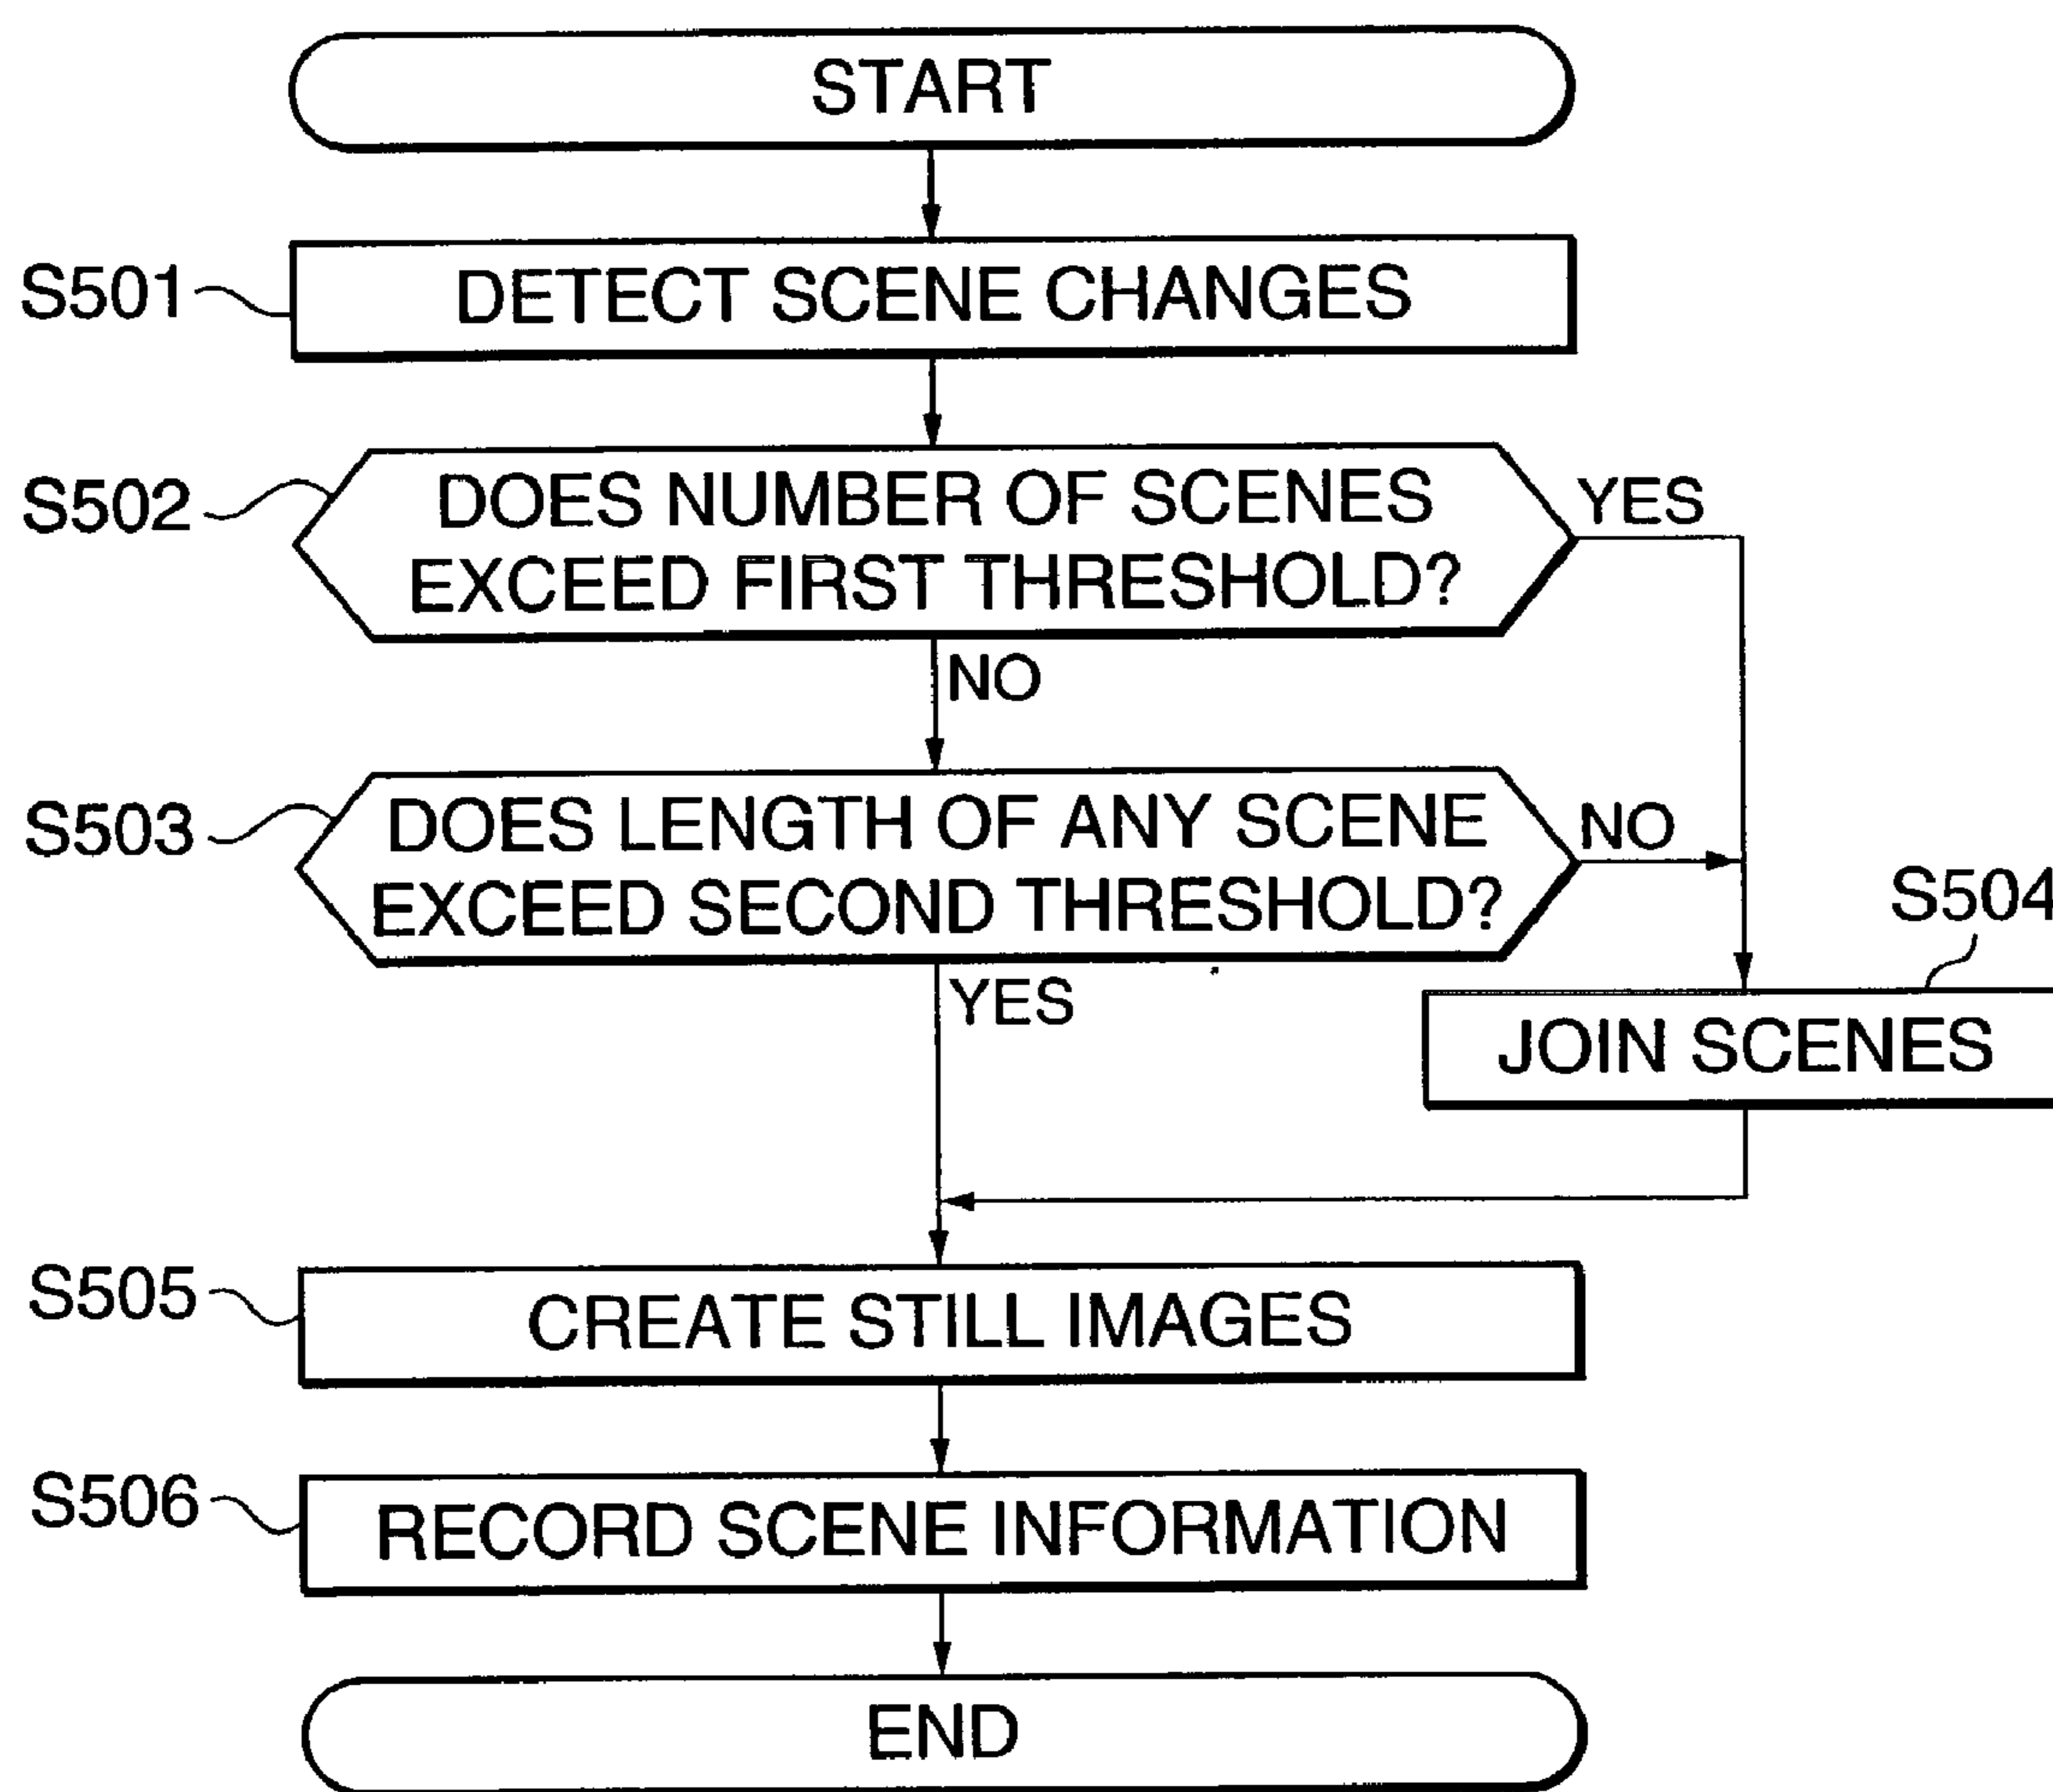 START
S501
DETECT SCENE CHANGES
S502
DOES NUMBER OF SCENES
EXCEED FIRST THRESHOLD?
YES
NO
S503
DOES LENGTH OF ANY SCENE
EXCEED SECOND THRESHOLD?
NO
YES
S504
JOIN SCENES
S505
CREATE STILL IMAGES
S506
RECORD SCENE INFORMATION
END